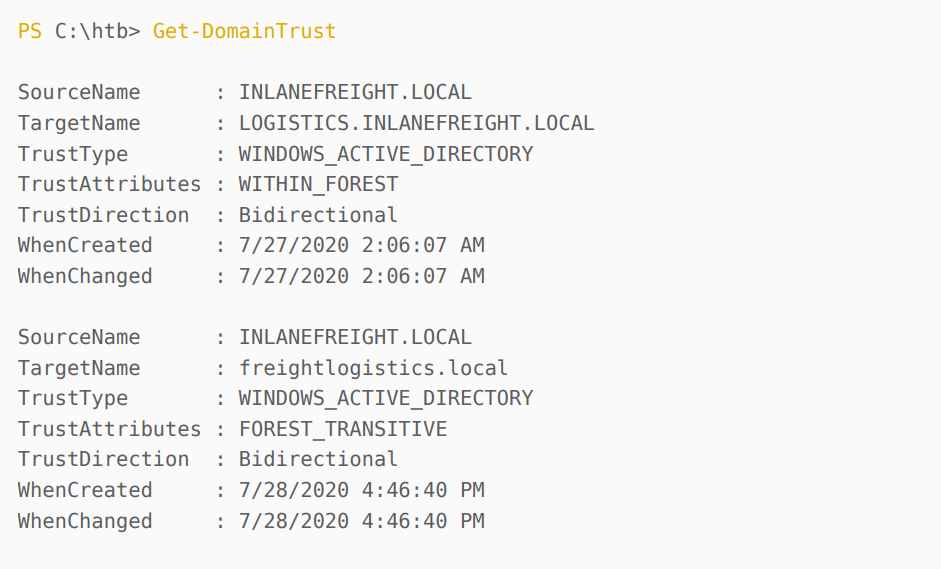 PS C:\htb> Get-DomainTrust
SourceName      : INLANEFREIGHT.LOCAL
TargetName      : LOGISTICS.INLANEFREIGHT.LOCAL
TrustType       : WINDOWS_ACTIVE_DIRECTORY
TrustAttributes : WITHIN_FOREST
TrustDirection  : Bidirectional
WhenCreated     : 7/27/2020 2:06:07 AM
WhenChanged     : 7/27/2020 2:06:07 AM
SourceName      : INLANEFREIGHT.LOCAL
TargetName      : freightlogistics.local
TrustType       : WINDOWS_ACTIVE_DIRECTORY
TrustAttributes : FOREST_TRANSITIVE
TrustDirection  : Bidirectional
WhenCreated     : 7/28/2020 4:46:40 PM
WhenChanged     : 7/28/2020 4:46:40 PM